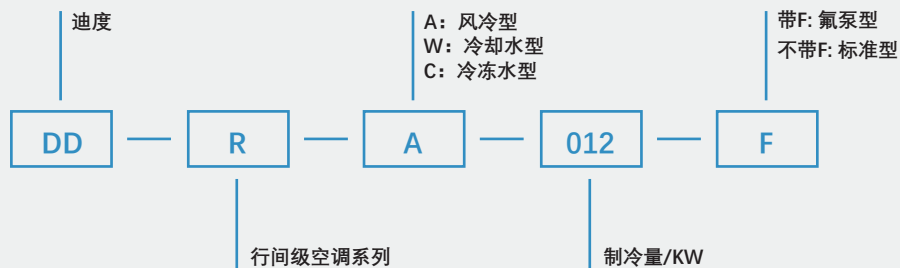 迪度
A：风冷型
W：冷却水型
C：冷冻水型
带F: 氟泵型
不带F: 标准型
DD — R — A — 012 — F
行间级空调系列
制冷量/KW